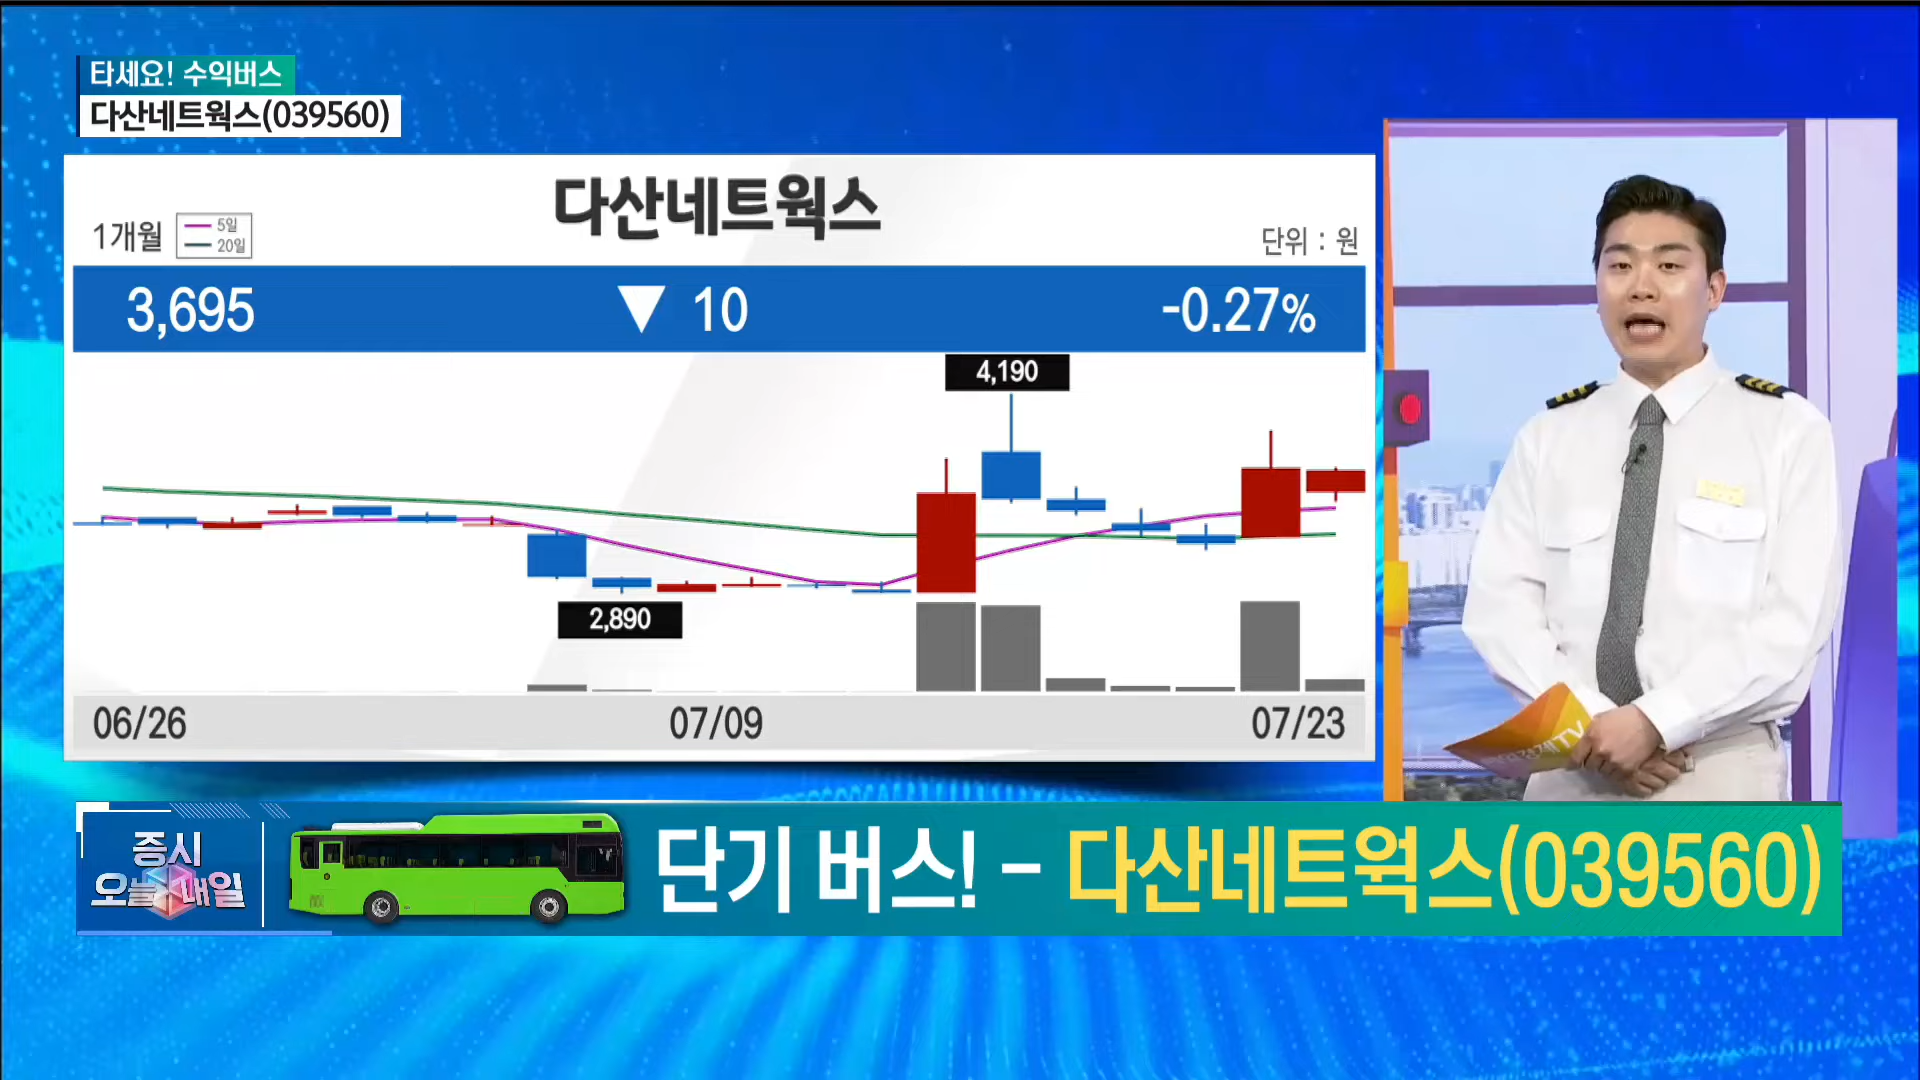 타세요! 수익버스
다산네트웍스(039560)
다산네트웍스
1개월
5일
20일
단위 : 원
3,695 ▼ 10 -0.27%
4,190
2,890
06/26 07/09 07/23
증시
오늘 내일
단기 버스! - 다산네트웍스(039560)